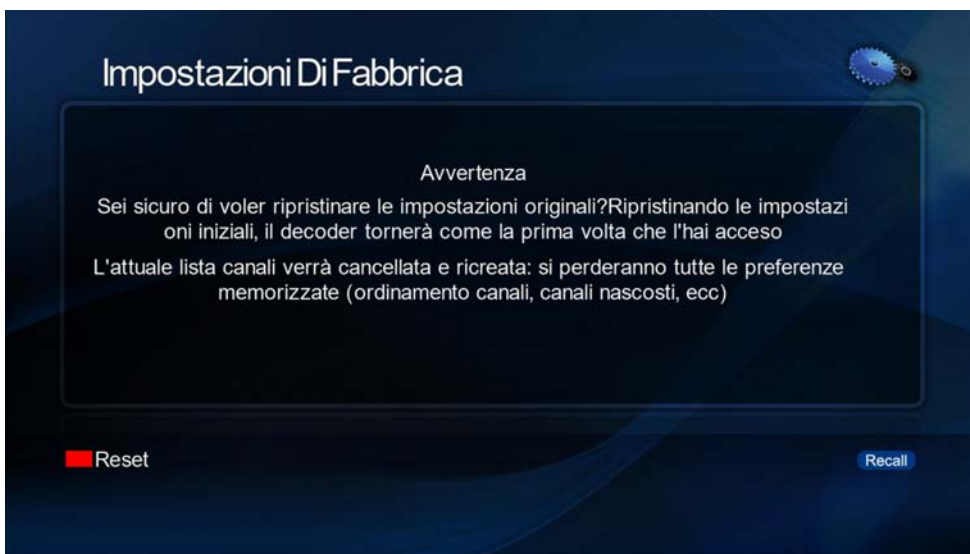 Impostazioni Di Fabbrica
Avvertenza
Sei sicuro di voler ripristinare le impostazioni originali?Ripristinando le impostazi
oni iniziali, il decoder tornerà come la prima volta che l'hai acceso
L'attuale lista canali verrà cancellata e ricreata: si perderanno tutte le preferenze
memorizzate (ordinamento canali, canali nascosti, ecc)
Reset
Recall